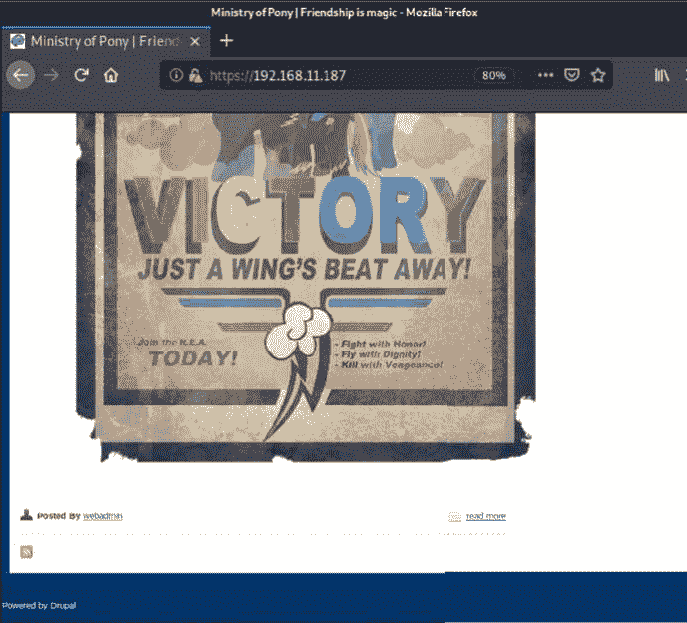 Ministry of Pony | Friendship is magic - Mozilla Firefox
Ministry of Pony | Friend
https://192.168.11.187
80%
VICTORY
JUST A WING'S BEAT AWAY!
Join the N.E.A.
TODAY!
- Fight with Honor!
- Fly with Dignity!
- Kill with Vengeance!
Posted By webadmin
read more
Powered by Drupal